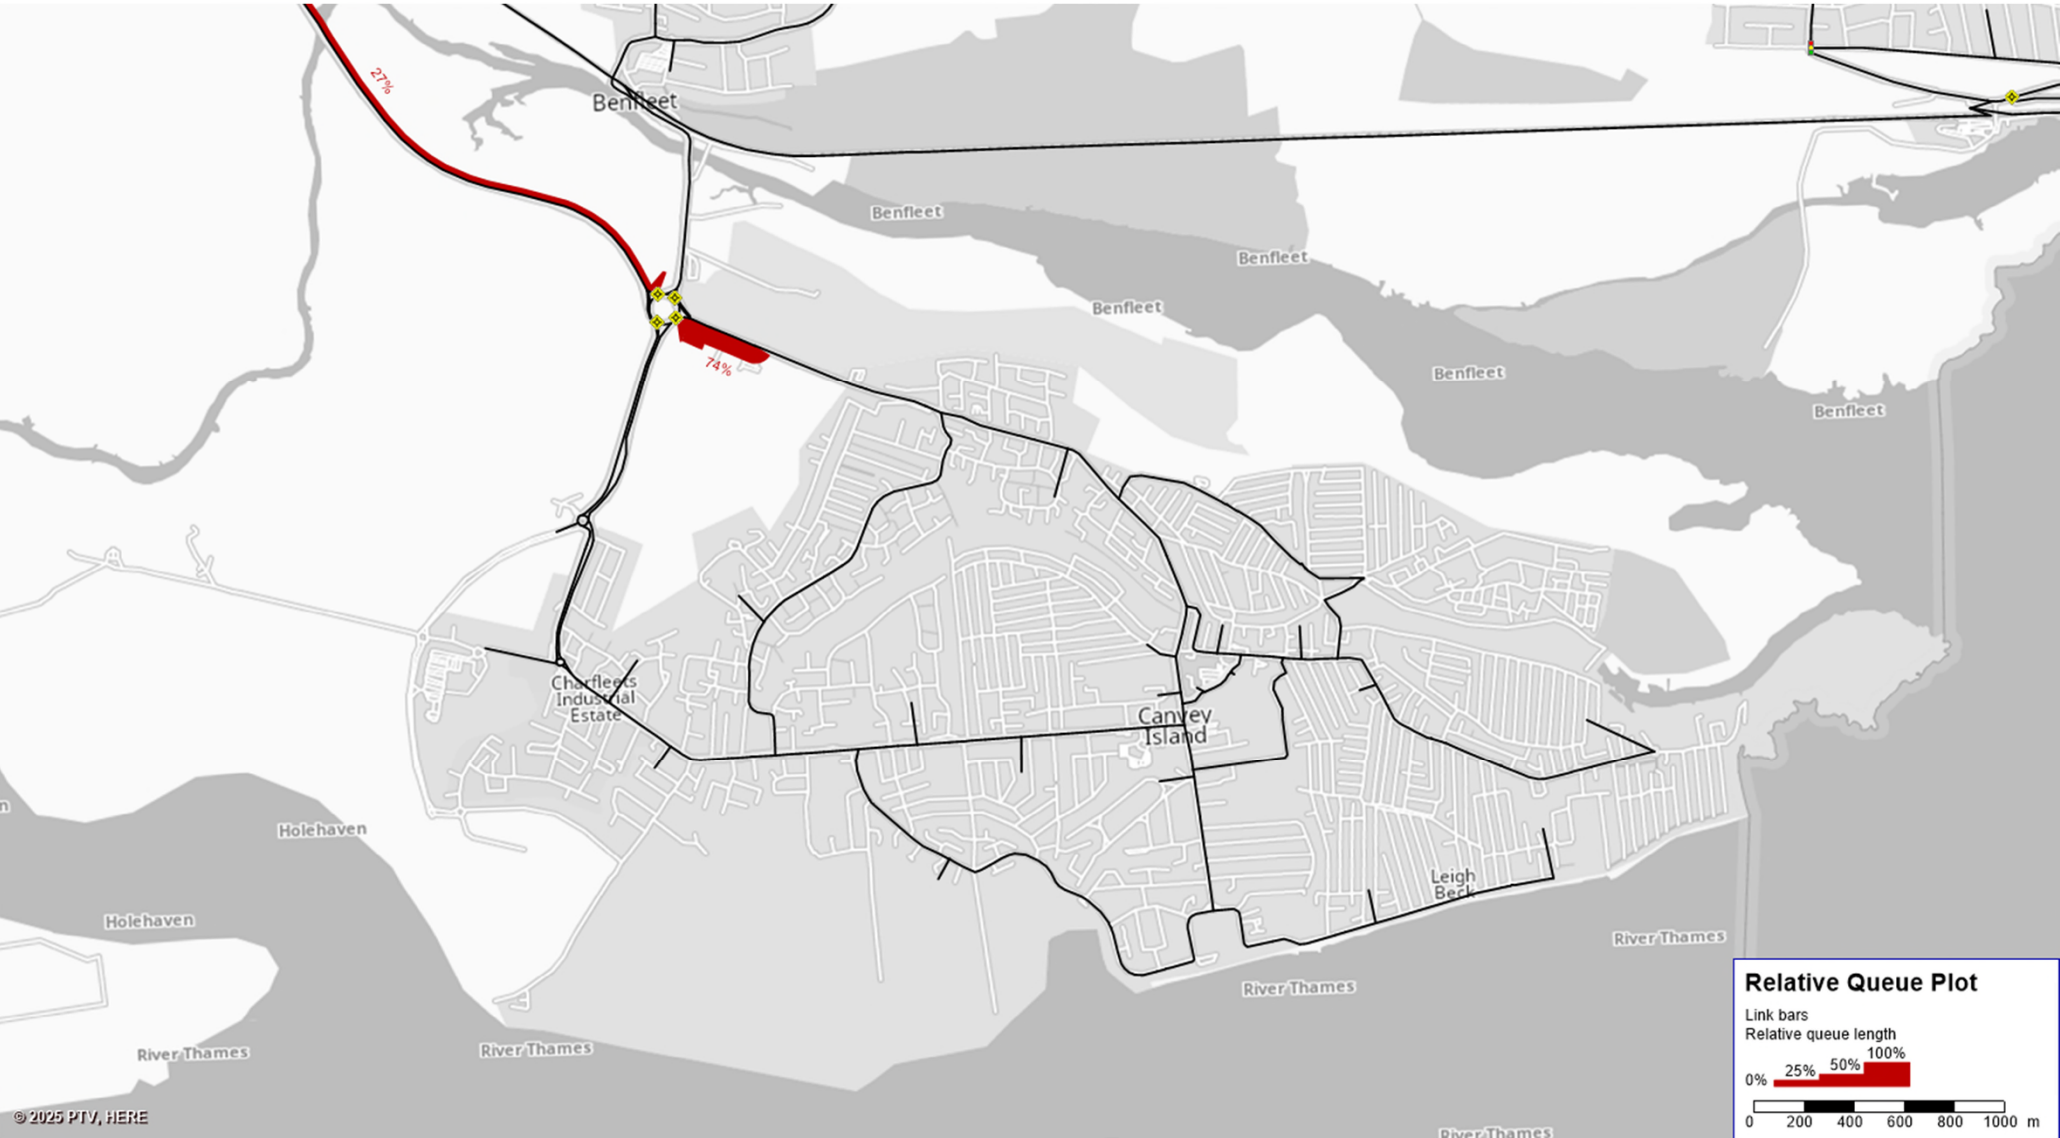 27%
Benfleet
Benfleet
Benfleet
Benfleet
74%
Benfleet
Benfleet
Charfleets
Industrial
Estate
Canvey
Island
n
Holehaven
Leigh
Beck
Holehaven
River Thames
River Thames
River Thames
River Thames
Relative Queue Plot
Link bars
Relative queue length
0% 25% 50% 100%
0 200 400 600 800 1000 m
© 2025 PTV, HERE
River Thames